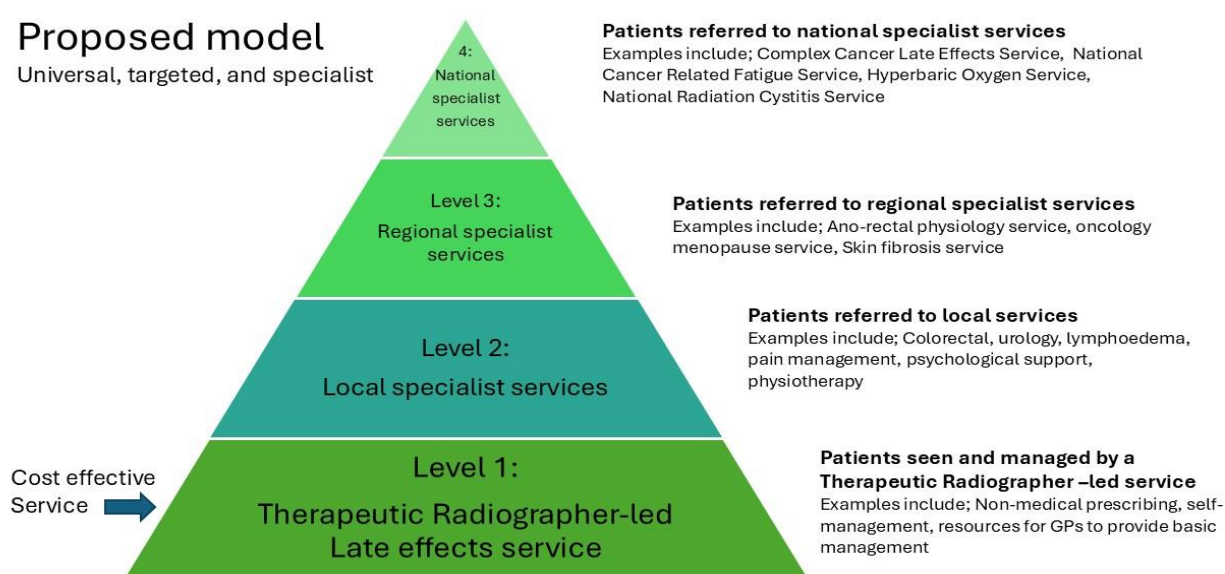 Proposed model
Universal, targeted, and specialist
4:
National
specialist
services
Patients referred to national specialist services
Examples include; Complex Cancer Late Effects Service, National
Cancer Related Fatigue Service, Hyperbaric Oxygen Service,
National Radiation Cystitis Service
Level 3:
Regional specialist
services
Patients referred to regional specialist services
Examples include; Ano-rectal physiology service, oncology
menopause service, Skin fibrosis service
Level 2:
Local specialist services
Patients referred to local services
Examples include; Colorectal, urology, lymphoedema,
pain management, psychological support,
physiotherapy
Cost effective
Service
Level 1:
Therapeutic Radiographer-led
Late effects service
Patients seen and managed by a
Therapeutic Radiographer –led service
Examples include; Non-medical prescribing, self-
management, resources for GPs to provide basic
management